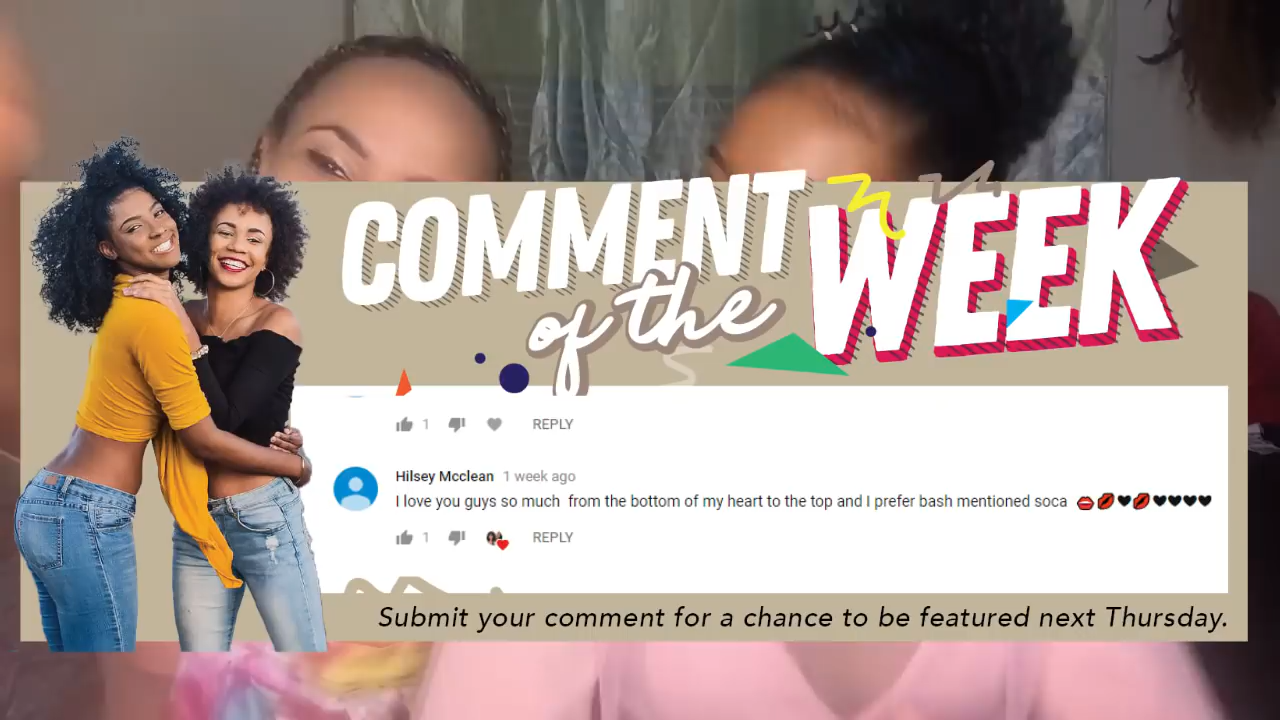 COMMENT of the WEEK
1 REPLY
Hilsey Mcclean 1 week ago
I love you guys so much from the bottom of my heart to the top and I prefer bash mentioned soca 👄💋🖤💋🖤🖤🖤🖤
1 REPLY
Submit your comment for a chance to be featured next Thursday.